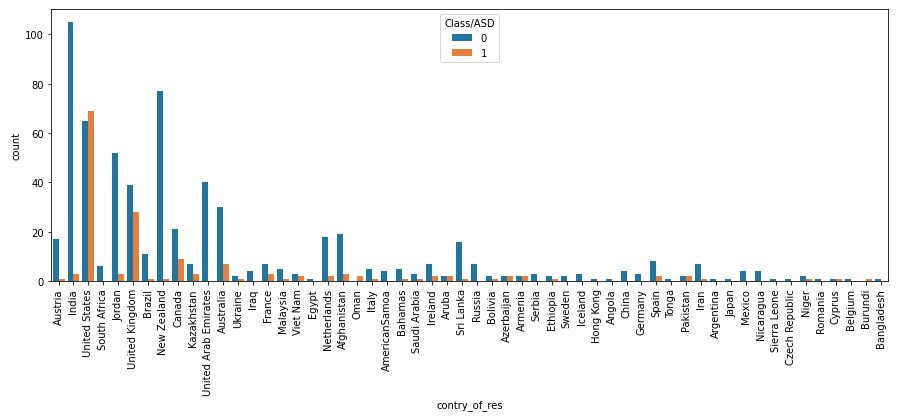 Class/ASD
0
1
count
100
80
60
40
20
0
Austria
India
United States
South Africa
Jordan
United Kingdom
Brazil
New Zealand
Canada
Kazakhstan
United Arab Emirates
Australia
Ukraine
Iraq
France
Malaysia
Viet Nam
Egypt
Netherlands
Afghanistan
Oman
Italy
AmericanSamoa
Bahamas
Saudi Arabia
Ireland
Aruba
Sri Lanka
Russia
Bolivia
Azerbaijan
Armenia
Serbia
Ethiopia
Sweden
Iceland
Hong Kong
Angola
China
Germany
Spain
Tonga
Pakistan
Iran
Argentina
Japan
Mexico
Nicaragua
Sierra Leone
Czech Republic
Niger
Romania
Cyprus
Belgium
Burundi
Bangladesh
contry_of_res